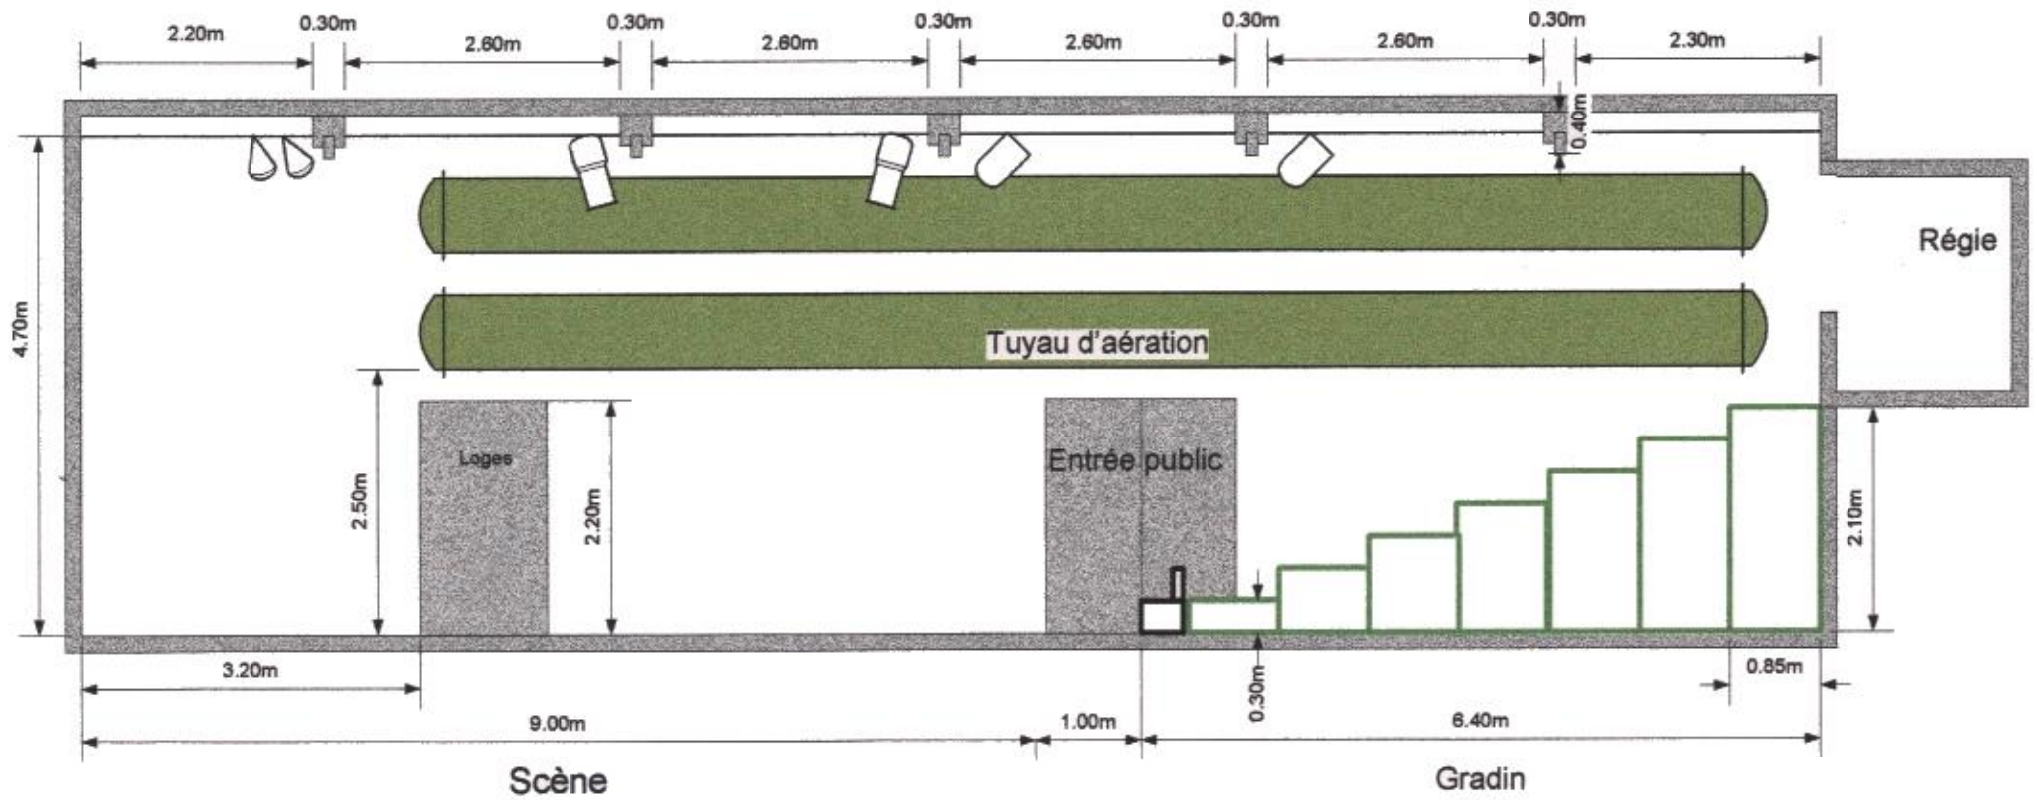 0.30m 0.30m 0.30m 0.30m 0.30m
2.20m 2.60m 2.60m 2.60m 2.60m 2.30m
0.40m
Régie
4.70m
Tuyau d'aération
Loges
Entrée public
2.50m
2.20m
2.10m
3.20m
0.30m
0.85m
9.00m 1.00m 6.40m
Scène Gradin